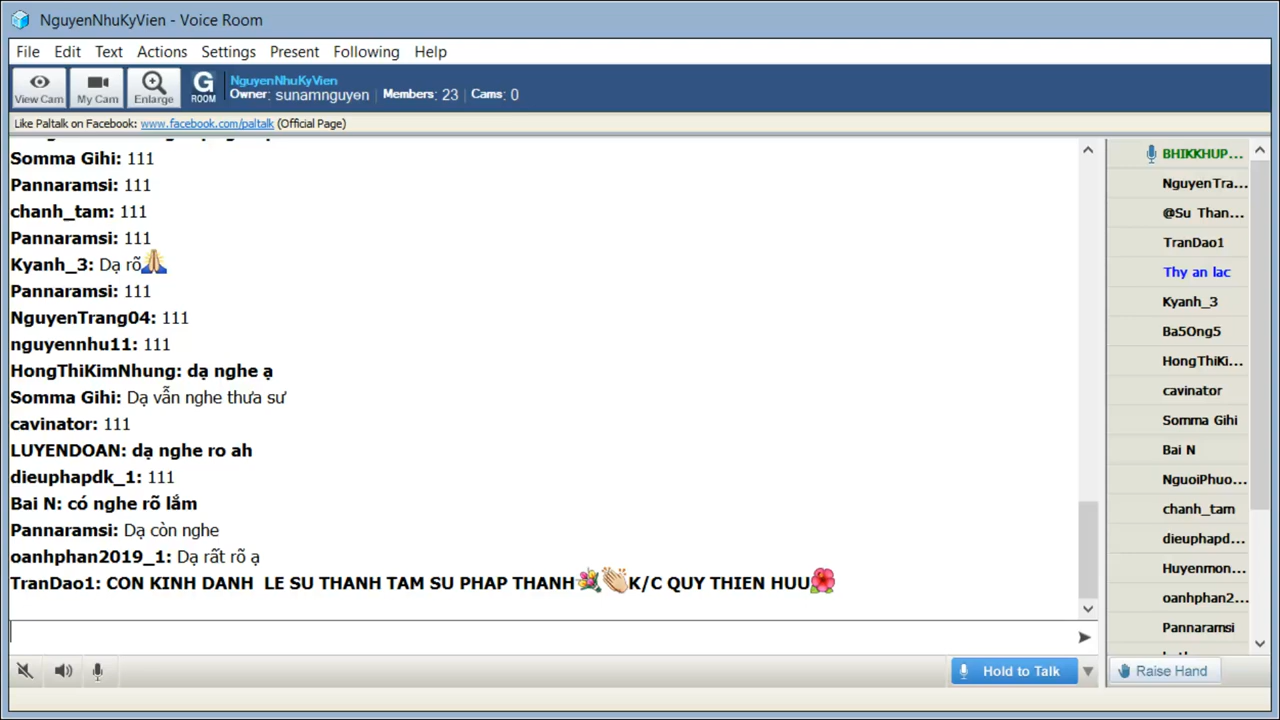 NguyenNhuKyVien - Voice Room
File Edit Text Actions Settings Present Following Help
View Cam
My Cam
Enlarge
G
ROOM
NguyenNhuKyVien
Owner: sunamnguyen | Members: 23 | Cams: 0
Like Paltalk on Facebook: www.facebook.com/paltalk (Official Page)
Somma Gihi: 111
Pannaramsi: 111
chanh_tam: 111
Pannaramsi: 111
Kyanh_3: Dạ rõ
Pannaramsi: 111
NguyenTrang04: 111
nguyennhu11: 111
HongThiKimNhung: dạ nghe ạ
Somma Gihi: Dạ vẫn nghe thưa sư
cavinator: 111
LUYENDOAN: dạ nghe ro ah
dieuphapdk_1: 111
Bai N: có nghe rõ lắm
Pannaramsi: Dạ còn nghe
oanhphan2019_1: Dạ rất rõ ạ
TranDao1: CON KINH DANH LE SU THANH TAM SU PHAP THANH K/C QUY THIEN HUU
BHIKKHUP...
NguyenTra...
@Su Than...
TranDao1
Thy an lac
Kyanh_3
Ba5Ong5
HongThiKi...
cavinator
Somma Gihi
Bai N
NguoiPhuo...
chanh_tam
dieuphapd...
Huyenmon...
oanhphan2...
Pannaramsi
Hold to Talk
Raise Hand